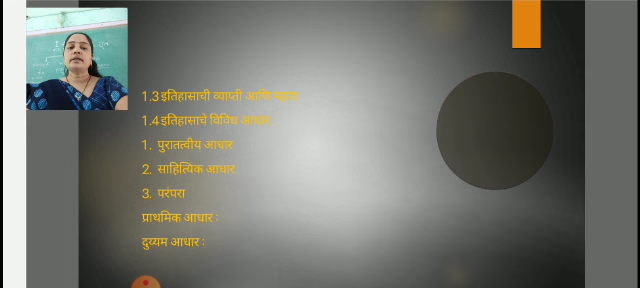 1.3 इतिहासाची व्याप्ती आणि
1.4 इतिहासाचे विविध आधार
1. पुरातत्वीय आधार
2. साहित्यिक आधार
3. परंपरा
प्राथमिक आधार :
दुय्यम आधार :